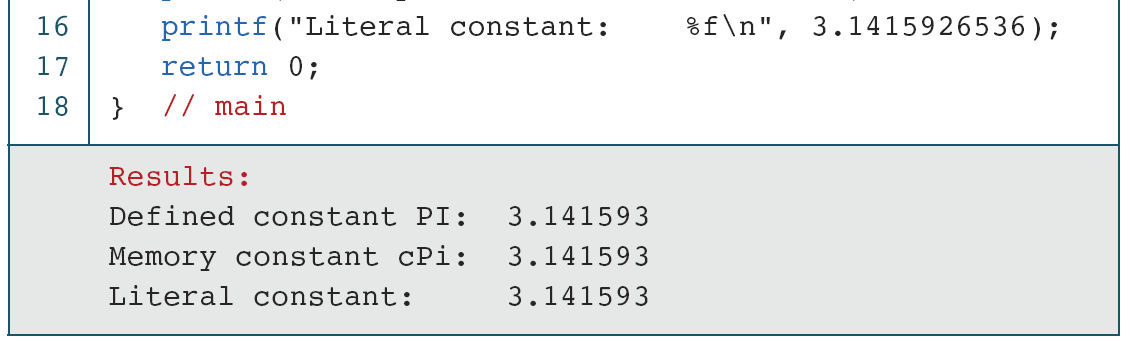 16 printf("Literal constant:    %f\n", 3.1415926536);
17 return 0;
18 } // main
Results:
Defined constant PI:  3.141593
Memory constant cPi:  3.141593
Literal constant:     3.141593